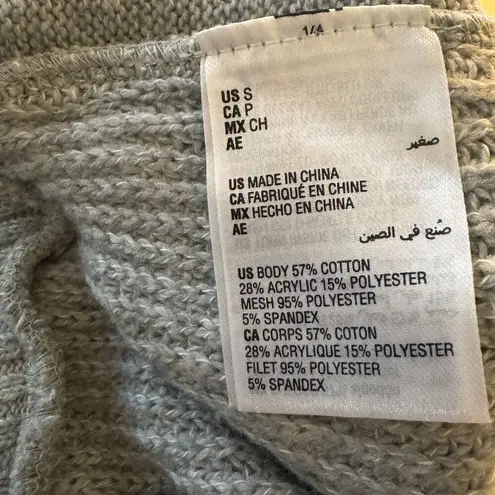 1/4
US S
CA P
MX CH
AE صغير
US MADE IN CHINA
CA FABRIQUÉ EN CHINE
MX HECHO EN CHINA
AE صُنع في الصين
US BODY 57% COTTON
28% ACRYLIC 15% POLYESTER
MESH 95% POLYESTER
5% SPANDEX
CA CORPS 57% COTON
28% ACRYLIQUE 15% POLYESTER
FILET 95% POLYESTER
5% SPANDEX